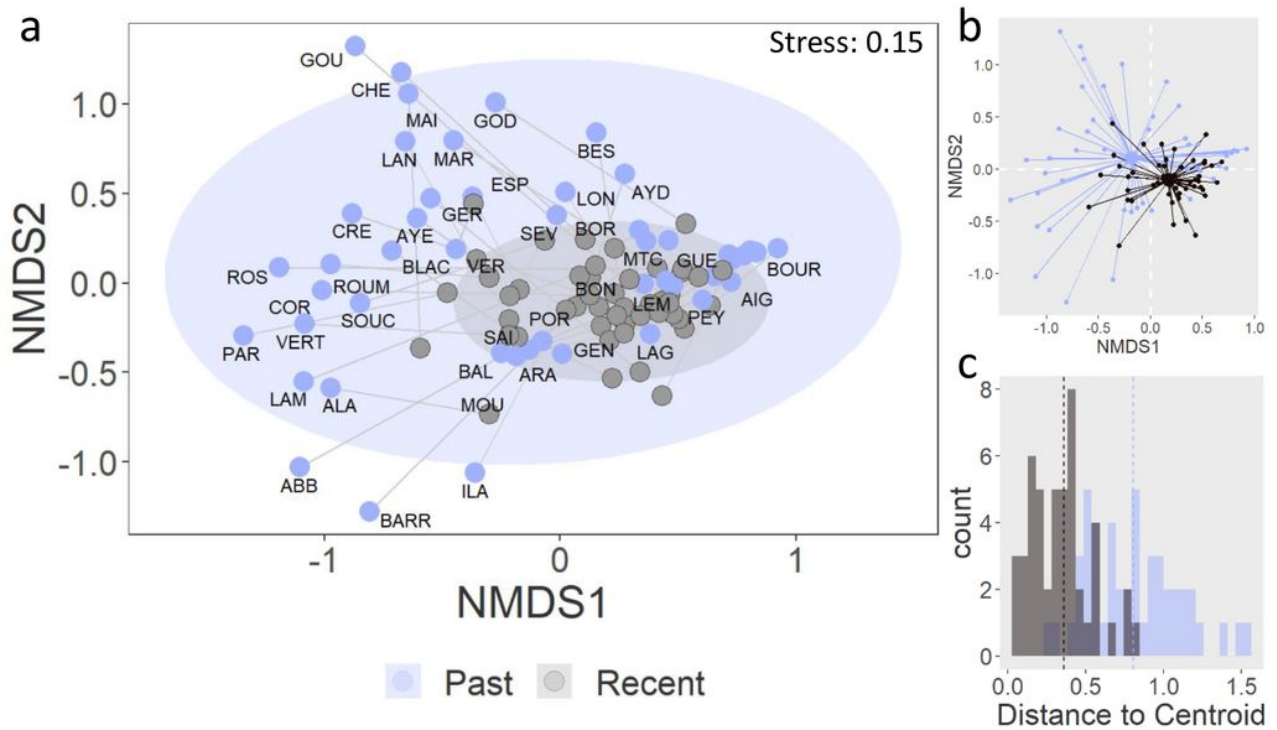 a
Stress: 0.15
GOU
CHE
MAI
GOD
LAN
MAR
BES
ESP
LON
AYD
GER
CRE
AYE
SEV
BOR
BLAC
VER
MTC
GUE
BOUR
ROS
ROUM
BON
COR
SOUC
LEM
AIG
VERT
POR
PEY
PAR
SAI
GEN
LAG
BAL
ARA
LAM
ALA
MOU
ABB
ILA
BARR
NMDS2
1.0
0.5
0.0
-0.5
-1.0
-1
0
1
NMDS1
Past
Recent
b
NMDS2
1.0
0.5
0.0
-0.5
-1.0
-1.0
-0.5
0.0
0.5
1.0
NMDS1
c
count
8
6
4
2
0
0.0
0.5
1.0
1.5
Distance to Centroid